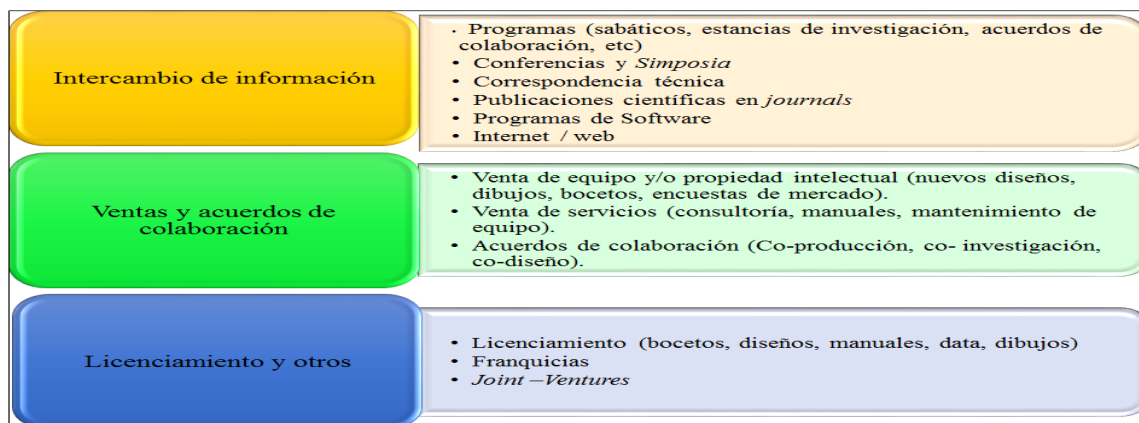 Intercambio de información
. Programas (sabáticos, estancias de investigación, acuerdos de
colaboración, etc)
• Conferencias y Simposia
• Correspondencia técnica
• Publicaciones científicas en journals
• Programas de Software
• Internet / web
Ventas y acuerdos de
colaboración
• Venta de equipo y/o propiedad intelectual (nuevos diseños,
dibujos, bocetos, encuestas de mercado).
• Venta de servicios (consultoría, manuales, mantenimiento de
equipo).
• Acuerdos de colaboración (Co-producción, co- investigación,
co-diseño).
Licenciamiento y otros
• Licenciamiento (bocetos, diseños, manuales, data, dibujos)
• Franquicias
• Joint –Ventures